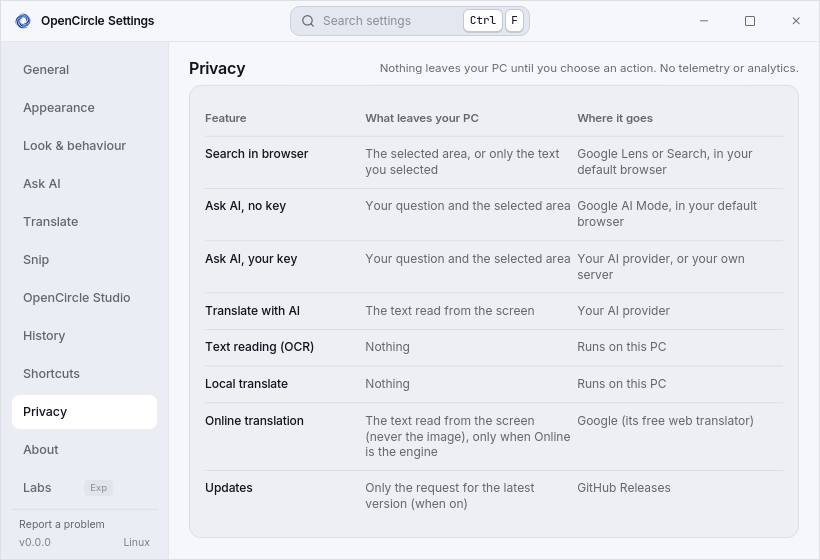 OpenCircle Settings
Search settings
Ctrl F
General
Appearance
Look & behaviour
Ask AI
Translate
Snip
OpenCircle Studio
History
Shortcuts
Privacy
About
Labs Exp
Report a problem
v0.0.0 Linux
Privacy
Nothing leaves your PC until you choose an action. No telemetry or analytics.
Feature What leaves your PC Where it goes
Search in browser
The selected area, or only the text
you selected
Google Lens or Search, in your
default browser
Ask AI, no key
Your question and the selected area
Google AI Mode, in your default
browser
Ask AI, your key
Your question and the selected area
Your AI provider, or your own
server
Translate with AI
The text read from the screen
Your AI provider
Text reading (OCR)
Nothing
Runs on this PC
Local translate
Nothing
Runs on this PC
Online translation
The text read from the screen
(never the image), only when Online
is the engine
Google (its free web translator)
Updates
Only the request for the latest
version (when on)
GitHub Releases